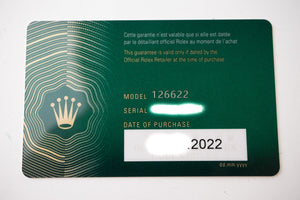 Cette garantie n'est valable que si elle est datée
par le détaillant officiel Rolex au moment de l'achat
This guarantee is valid only if dated by the
Official Rolex Retailer at the time of purchase
MODEL 126622
SERIAL
DATE OF PURCHASE
.2022
dd.mm.yyyy